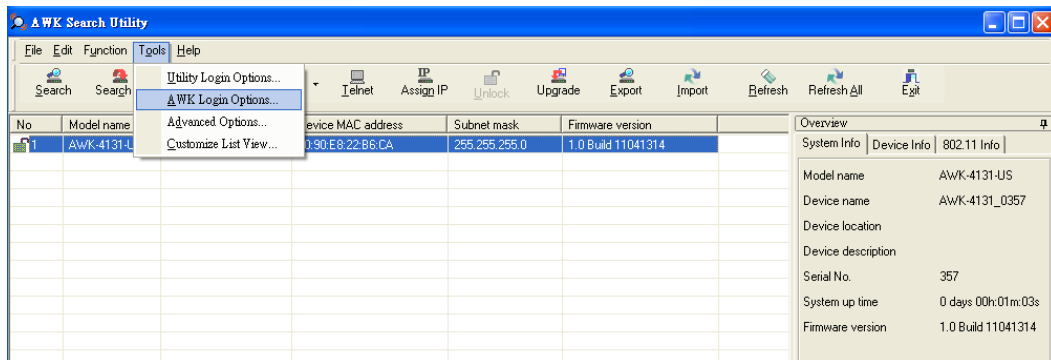 AWK Search Utility
File Edit Function Tools Help
Search Search Telnet Assign IP Unlock Upgrade Export Import Refresh Refresh All Exit
IP
Utility Login Options...
AWK Login Options...
Advanced Options...
Customize List View...
No Model name evice MAC address Subnet mask Firmware version
1 AWK-4131-U 0:90:E8:22:B6:CA 255.255.255.0 1.0 Build 11041314
Overview
System Info Device Info 802.11 Info
Model name AWK-4131-US
Device name AWK-4131_0357
Device location
Device description
Serial No. 357
System up time 0 days 00h:01m:03s
Firmware version 1.0 Build 11041314